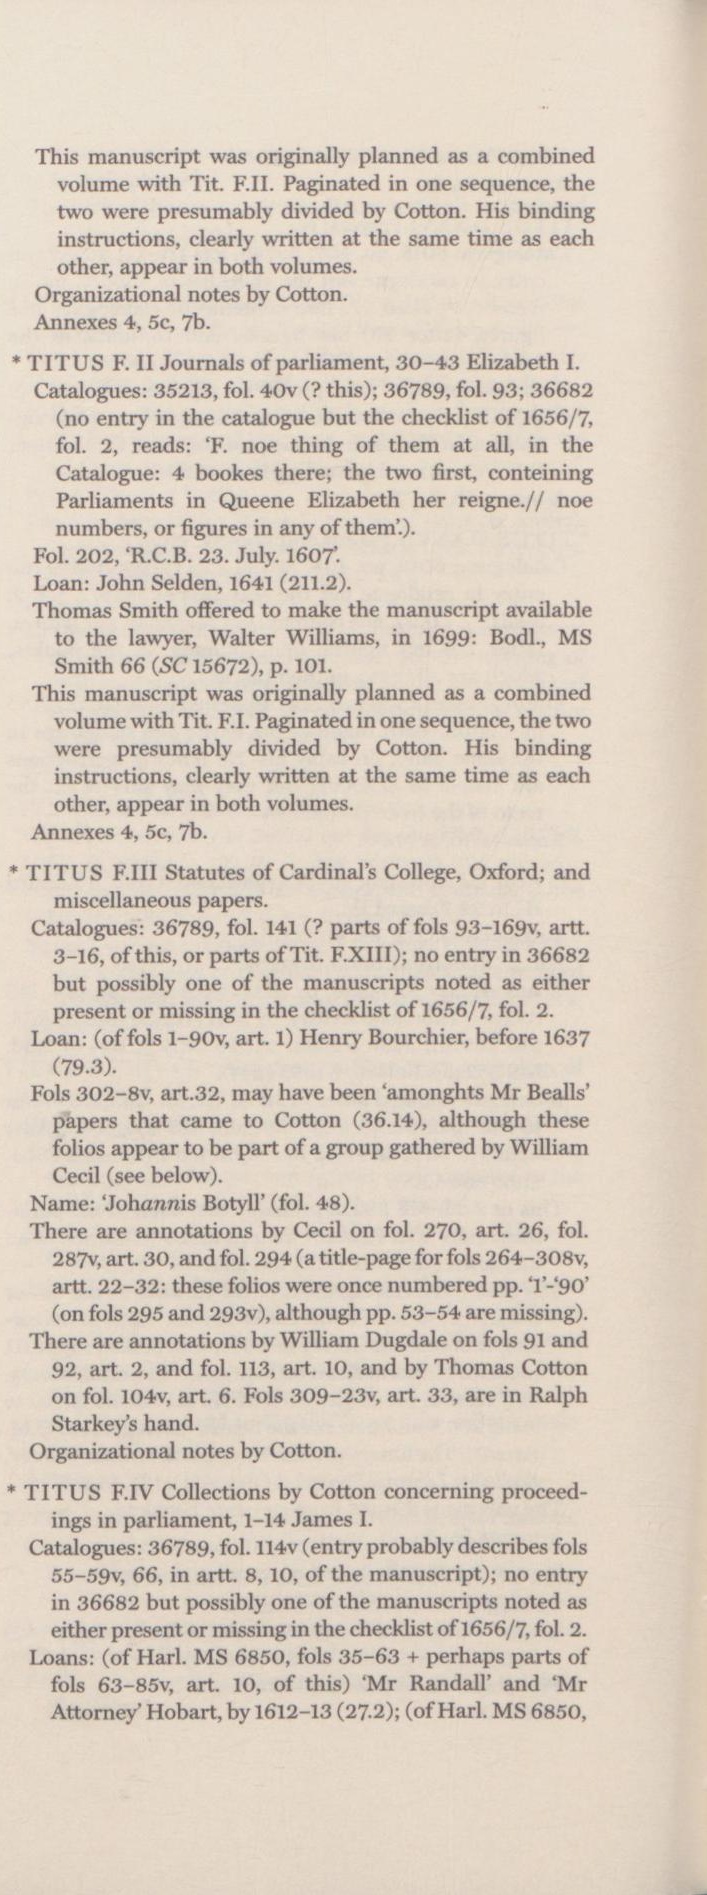 This manuscript was originally planned as a combined
volume with Tit. F.II. Paginated in one sequence, the
two were presumably divided by Cotton. His binding
instructions, clearly written at the same time as each
other, appear in both volumes.
Organizational notes by Cotton.
Annexes 4, 5c, 7b.
* TITUS F. II Journals of parliament, 30–43 Elizabeth I.
Catalogues: 35213, fol. 40v (? this); 36789, fol. 93; 36682
(no entry in the catalogue but the checklist of 1656/7,
fol. 2, reads: ‘F. noe thing of them at all, in the
Catalogue: 4 bookes there; the two first, conteining
Parliaments in Queene Elizabeth her reigne.// noe
numbers, or figures in any of them’.).
Fol. 202, ‘R.C.B. 23. July. 1607’.
Loan: John Selden, 1641 (211.2).
Thomas Smith offered to make the manuscript available
to the lawyer, Walter Williams, in 1699: Bodl., MS
Smith 66 (SC 15672), p. 101.
This manuscript was originally planned as a combined
volume with Tit. F.I. Paginated in one sequence, the two
were presumably divided by Cotton. His binding
instructions, clearly written at the same time as each
other, appear in both volumes.
Annexes 4, 5c, 7b.
* TITUS F.III Statutes of Cardinal’s College, Oxford; and
miscellaneous papers.
Catalogues: 36789, fol. 141 (? parts of fols 93–169v, artt.
3–16, of this, or parts of Tit. F.XIII); no entry in 36682
but possibly one of the manuscripts noted as either
present or missing in the checklist of 1656/7, fol. 2.
Loan: (of fols 1–90v, art. 1) Henry Bourchier, before 1637
(79.3).
Fols 302–8v, art.32, may have been ‘amonghts Mr Bealls’
papers that came to Cotton (36.14), although these
folios appear to be part of a group gathered by William
Cecil (see below).
Name: ‘Johannis Botyll’ (fol. 48).
There are annotations by Cecil on fol. 270, art. 26, fol.
287v, art. 30, and fol. 294 (a title-page for fols 264–308v,
artt. 22–32: these folios were once numbered pp. ‘1’-‘90’
(on fols 295 and 293v), although pp. 53–54 are missing).
There are annotations by William Dugdale on fols 91 and
92, art. 2, and fol. 113, art. 10, and by Thomas Cotton
on fol. 104v, art. 6. Fols 309–23v, art. 33, are in Ralph
Starkey’s hand.
Organizational notes by Cotton.
* TITUS F.IV Collections by Cotton concerning proceed-
ings in parliament, 1–14 James I.
Catalogues: 36789, fol. 114v (entry probably describes fols
55–59v, 66, in artt. 8, 10, of the manuscript); no entry
in 36682 but possibly one of the manuscripts noted as
either present or missing in the checklist of 1656/7, fol. 2.
Loans: (of Harl. MS 6850, fols 35–63 + perhaps parts of
fols 63–85v, art. 10, of this) ‘Mr Randall’ and ‘Mr
Attorney’ Hobart, by 1612–13 (27.2); (of Harl. MS 6850,